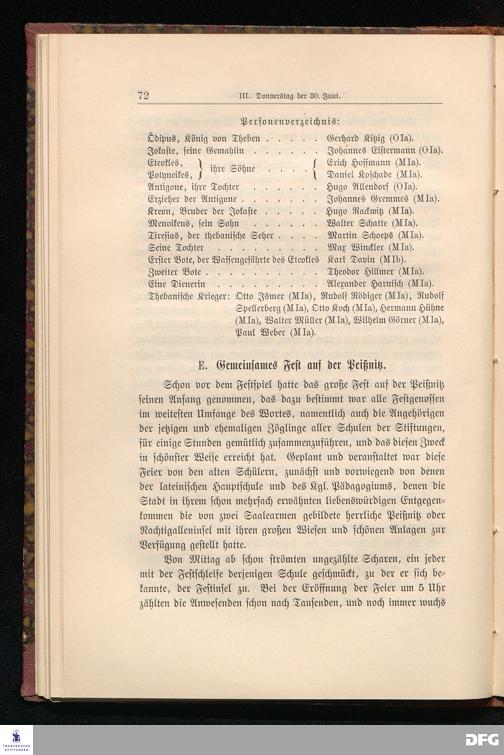 72 III. Donnerstag der 30. Juni.
Personenverzeichnis:
Ödipus, König von Theben . . . . . Gerhard Kitzig (OIa).
Jokaste, seine Gemahlin . . . . . . Johannes Elstermann (OIa).
Eteokles, Erich Hoffmann (MIa).
ihre Söhne . . . .
Polyneikes, Daniel Koschade (MIa).
Antigone, ihre Tochter . . . . . . Hugo Allendorf (OIa).
Erzieher der Antigone . . . . . . . Johannes Gremmes (MIa).
Kreon, Bruder der Jokaste . . . . . Hugo Rackwitz (MIa).
Menoikeus, sein Sohn . . . . . . Walter Schatte (MIa).
Tiresias, der thebanische Seher . . . . Martin Schoeps (MIa).
Seine Tochter . . . . . . . . . Max Winckler (MIa).
Erster Bote, der Waffengefährte des Eteokles Karl Davin (MIb).
Zweiter Bote . . . . . . . . . . Theodor Hillmer (MIa).
Eine Dienerin . . . . . . . . . Alexander Harnisch (MIa).
Thebanische Krieger: Otto Ismer (MIa), Rudolf Rödiger (MIa), Rudolf
Spellerberg (MIa), Otto Koch (MIa), Hermann Hühne
(MIa), Walter Müller (MIa), Wilhelm Görner (MIa),
Paul Weber (MIa).
E. Gemeinsames Fest auf der Peißnitz.
Schon vor dem Festspiel hatte das große Fest auf der Peißnitz
seinen Anfang genommen, das dazu bestimmt war alle Festgenossen
im weitesten Umfange des Wortes, namentlich auch die Angehörigen
der jetzigen und ehemaligen Zöglinge aller Schulen der Stiftungen,
für einige Stunden gemütlich zusammenzuführen, und das diesen Zweck
in schönster Weise erreicht hat. Geplant und veranstaltet war diese
Feier von den alten Schülern, zunächst und vorwiegend von denen
der lateinischen Hauptschule und des Kgl. Pädagogiums, denen die
Stadt in ihrem schon mehrfach erwähnten liebenswürdigen Entgegen-
kommen die von zwei Saalearmen gebildete herrliche Peißnitz oder
Nachtigalleninsel mit ihren großen Wiesen und schönen Anlagen zur
Verfügung gestellt hatte.
Von Mittag ab schon strömten ungezählte Scharen, ein jeder
mit der Festschleife derjenigen Schule geschmückt, zu der er sich be-
kannte, der Festinsel zu. Bei der Eröffnung der Feier um 5 Uhr
zählten die Anwesenden schon nach Tausenden, und noch immer wuchs
FRANCKESCHE
STIFTUNGEN
DFG